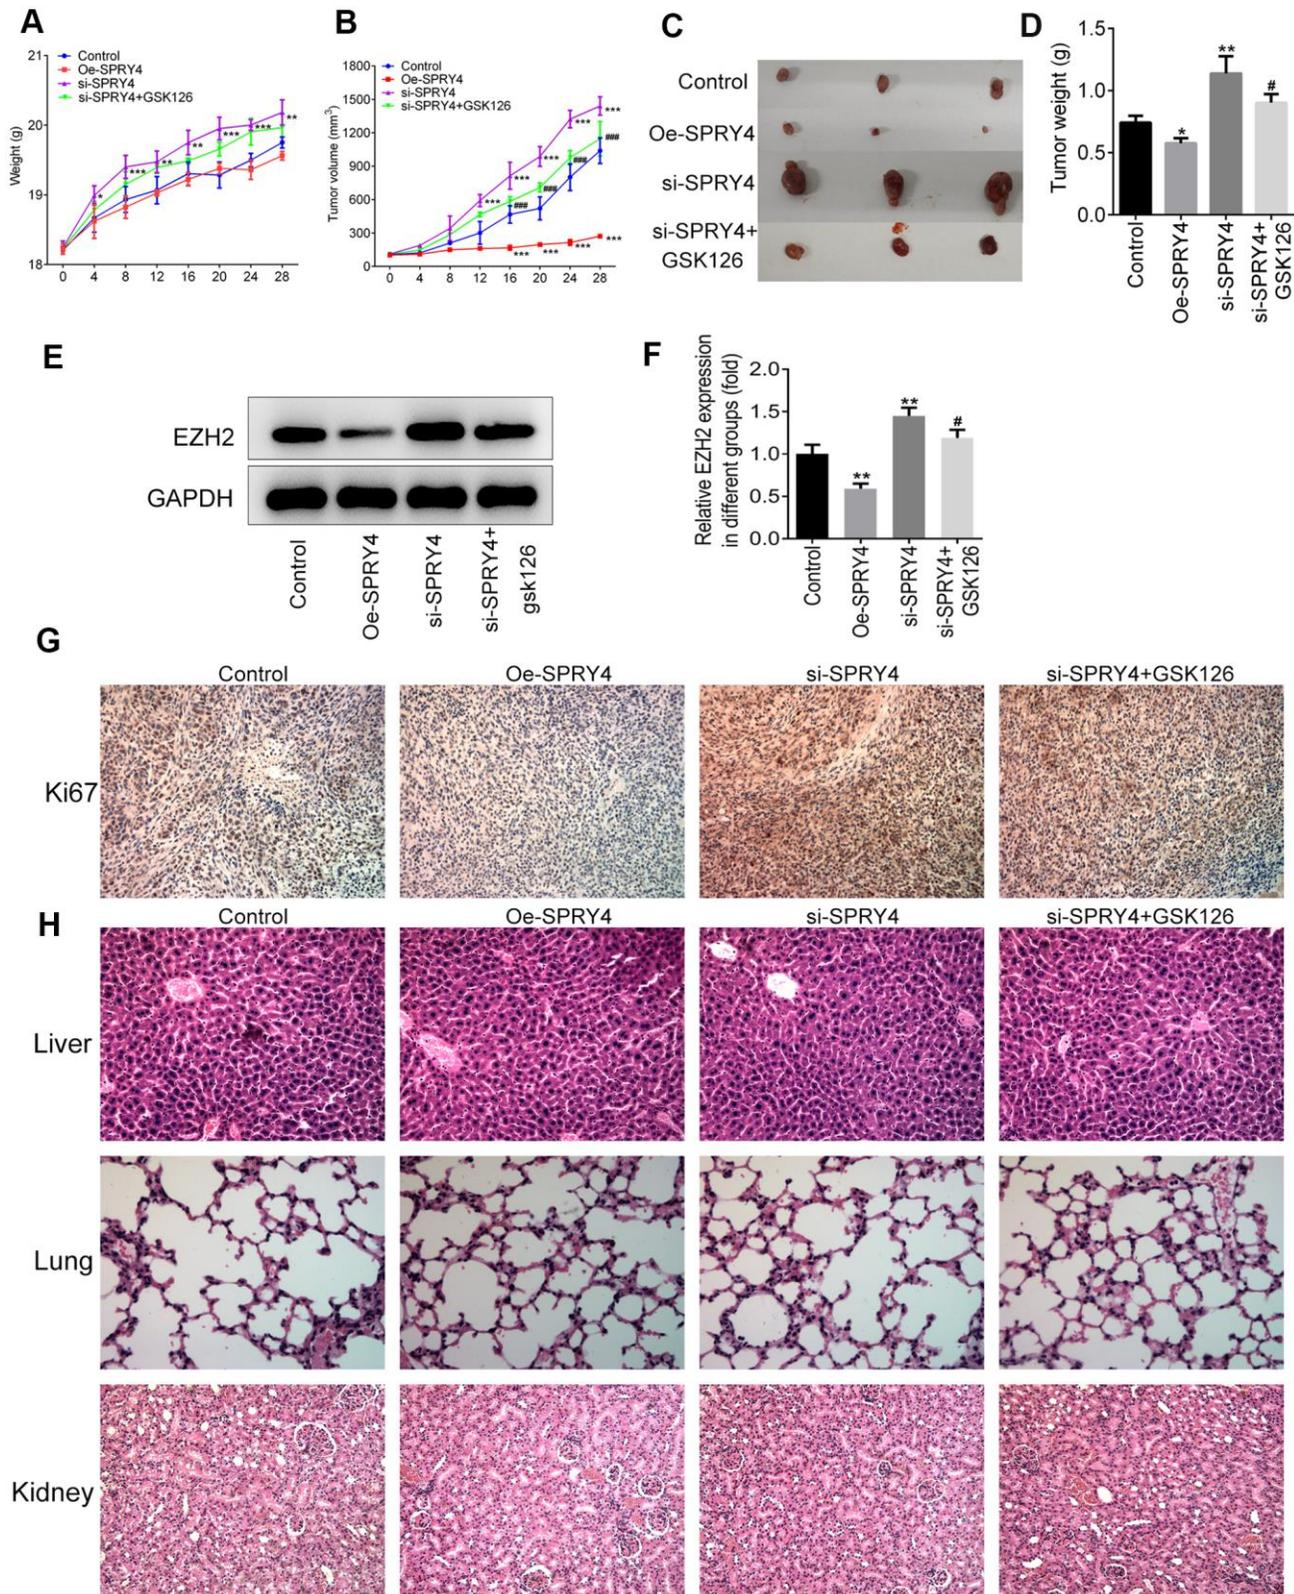 A
21
20
19
18
Weight (g)
Control
Oe-SPRY4
si-SPRY4
si-SPRY4+GSK126
*
***
**
**
***
***
**
0 4 8 12 16 20 24 28
B
1800
1500
1200
900
600
300
0
Tumor volume (mm3)
Control
Oe-SPRY4
si-SPRY4
si-SPRY4+GSK126
***
***
***
***
***
###
###
###
###
***
***
***
***
0 4 8 12 16 20 24 28
C
Control
Oe-SPRY4
si-SPRY4
si-SPRY4+
GSK126
D
Tumor weight (g)
1.5
1.0
0.5
0.0
*
**
#
Control
Oe-SPRY4
si-SPRY4
si-SPRY4+
GSK126
E
EZH2
GAPDH
Control
Oe-SPRY4
si-SPRY4
si-SPRY4+
gsk126
F
Relative EZH2 expression
in different groups (fold)
2.0
1.5
1.0
0.5
0.0
**
**
#
Control
Oe-SPRY4
si-SPRY4
si-SPRY4+
GSK126
G
Control Oe-SPRY4 si-SPRY4 si-SPRY4+GSK126
Ki67
H
Control Oe-SPRY4 si-SPRY4 si-SPRY4+GSK126
Liver
Lung
Kidney